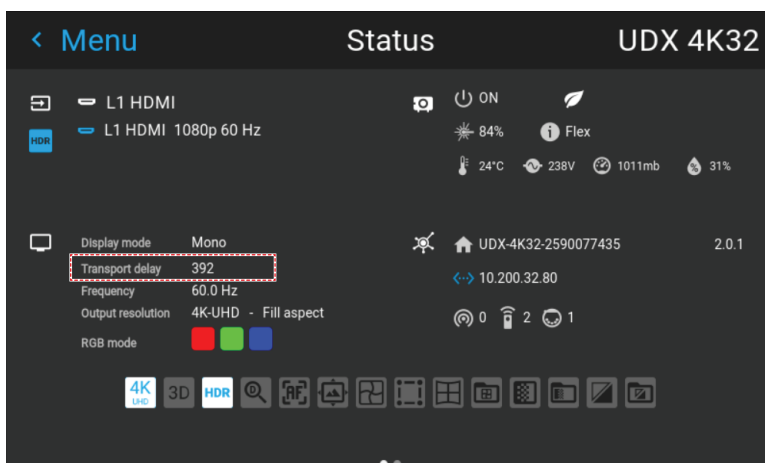 Menu
Status
UDX 4K32
L1 HDMI
HDR
L1 HDMI 1080p 60 Hz
ON
84%
Flex
24°C
238V
1011mb
31%
Display mode Mono
Transport delay 392
Frequency 60.0 Hz
Output resolution 4K-UHD - Fill aspect
RGB mode
UDX-4K32-2590077435
2.0.1
10.200.32.80
0 2 1
4K UHD 3D HDR D AF